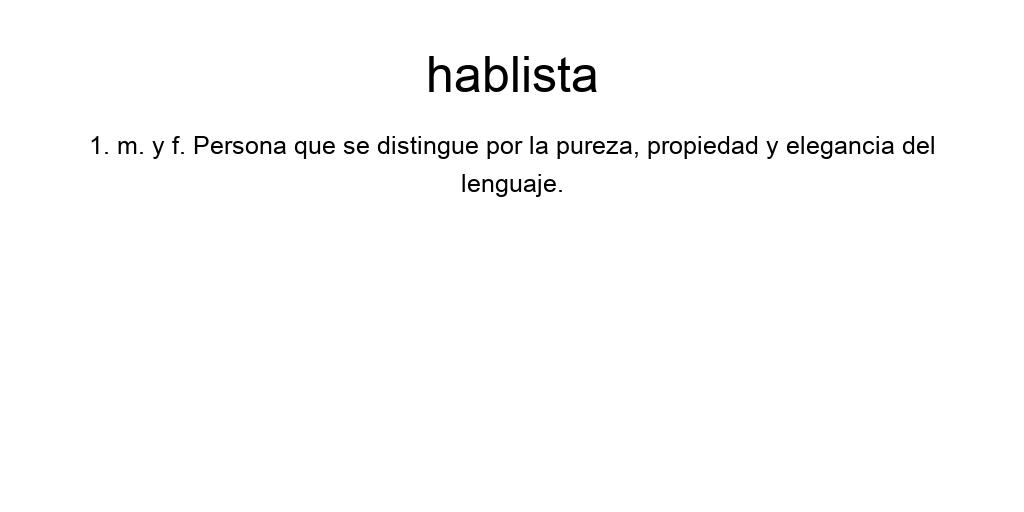 hablista
1. m. y f. Persona que se distingue por la pureza, propiedad y elegancia del
lenguaje.